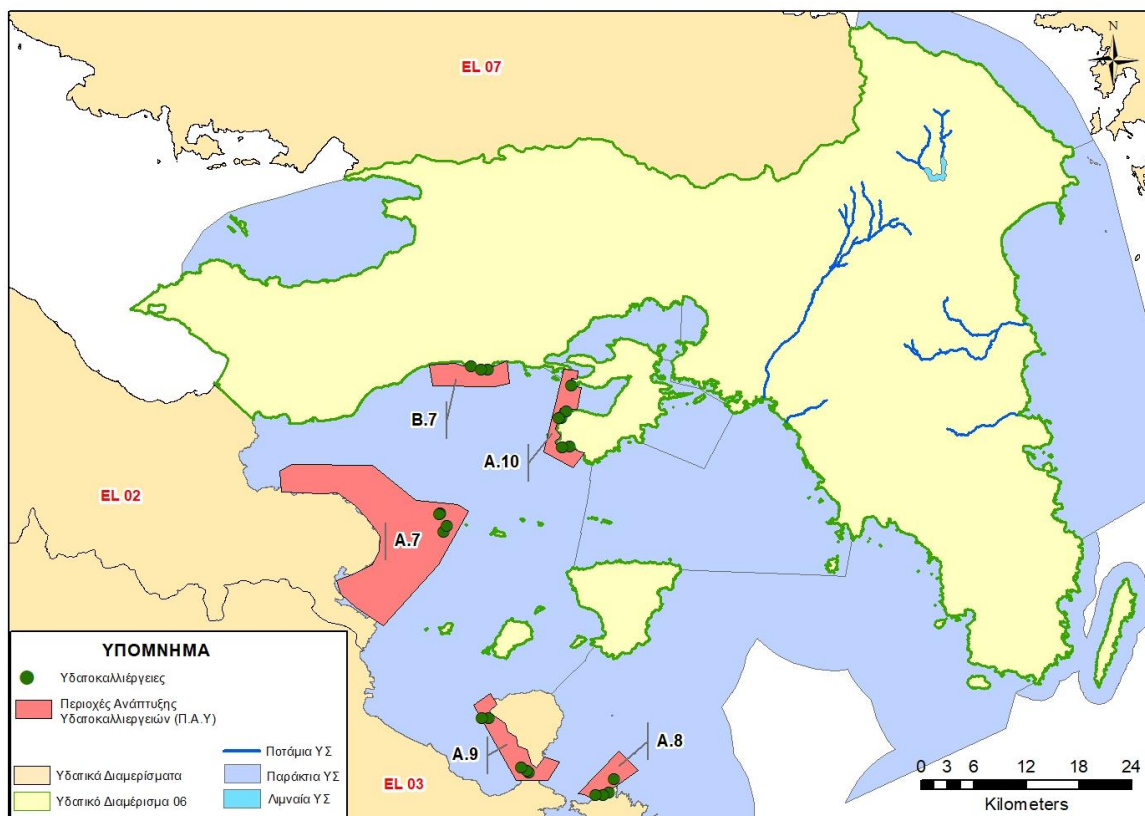 N
EL 07
B.7
A.10
EL 02
A.7
A.9
A.8
EL 03
ΥΠΟΜΝΗΜΑ
Υδατοκαλλιέργειες
Περιοχές Ανάπτυξης
Υδατοκαλλιεργειών (Π.Α.Υ)
Υδατικά Διαμερίσματα
Υδατικό Διαμέρισμα 06
Ποτάμια ΥΣ
Παράκτια ΥΣ
Λιμναία ΥΣ
0 3 6 12 18 24
Kilometers